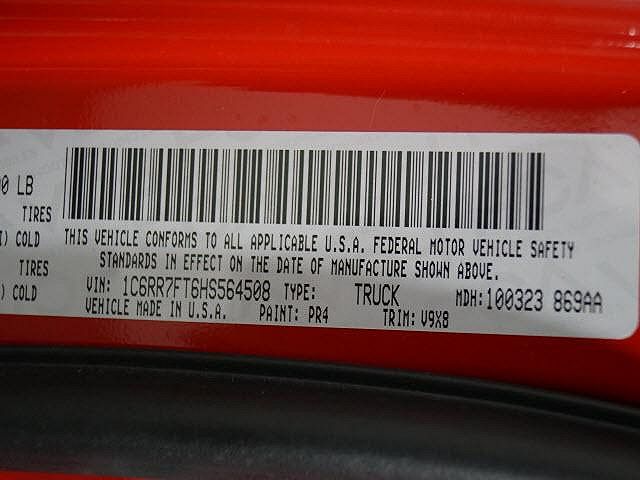 00 LB
TIRES
I) COLD
TIRES
) COLD
THIS VEHICLE CONFORMS TO ALL APPLICABLE U.S.A. FEDERAL MOTOR VEHICLE SAFETY
STANDARDS IN EFFECT ON THE DATE OF MANUFACTURE SHOWN ABOVE.
VIN: 1C6RR7FT6HS564508 TYPE: TRUCK MDH: 100323 869AA
VEHICLE MADE IN U.S.A. PAINT: PR4 TRIM: V9X8